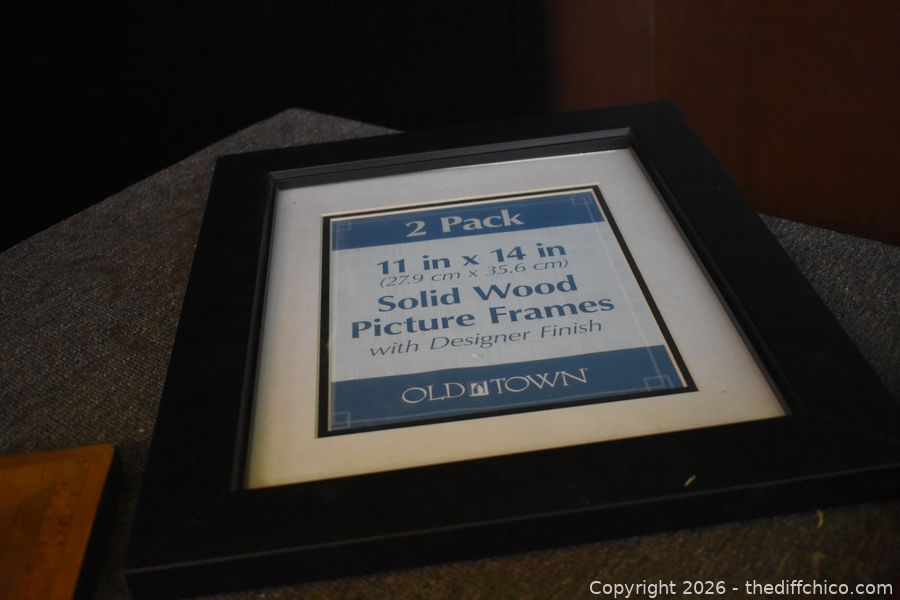 2 Pack
11 in x 14 in
(27.9 cm x 35.6 cm)
Solid Wood
Picture Frames
with Designer Finish
OLD TOWN
Copyright 2026 - thediffchico.com